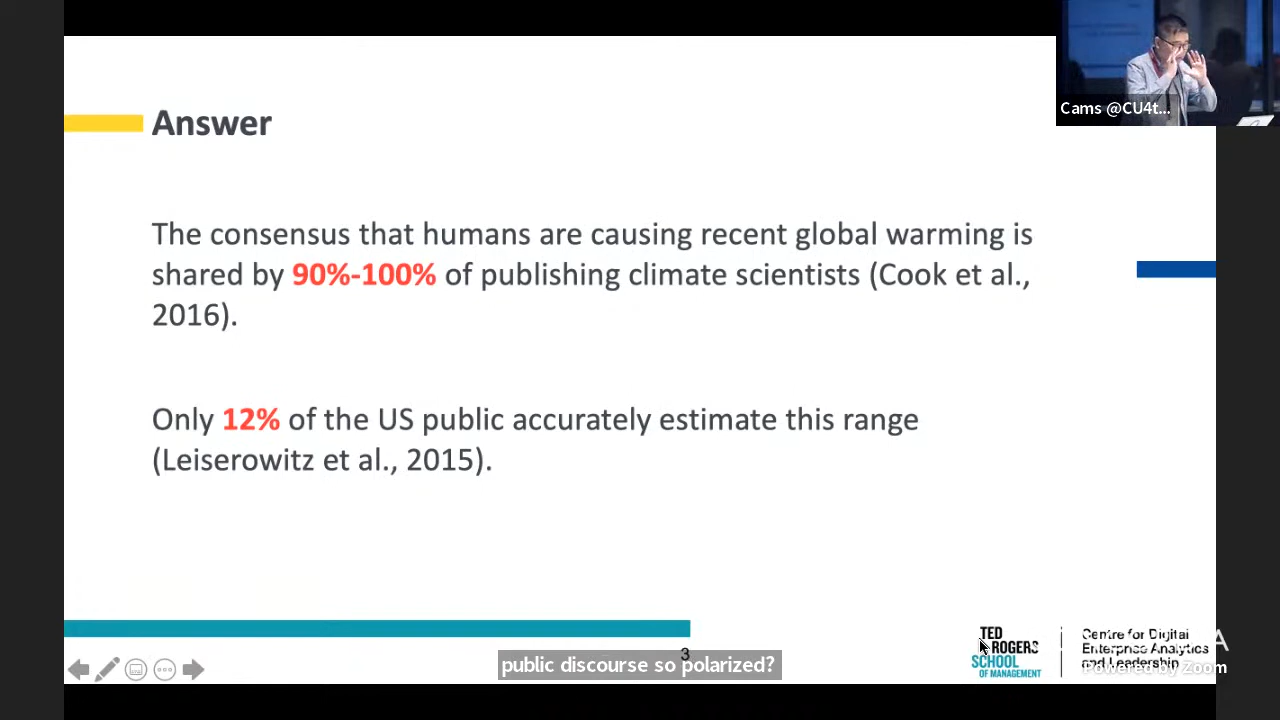 Cams @CU4t...
Answer
The consensus that humans are causing recent global warming is
shared by 90%-100% of publishing climate scientists (Cook et al.,
2016).
Only 12% of the US public accurately estimate this range
(Leiserowitz et al., 2015).
3
public discourse so polarized?
TED
ROGERS
SCHOOL
OF MANAGEMENT
Centre for Digital
Enterprise Analytics
and Leadership
Powered by Zoom